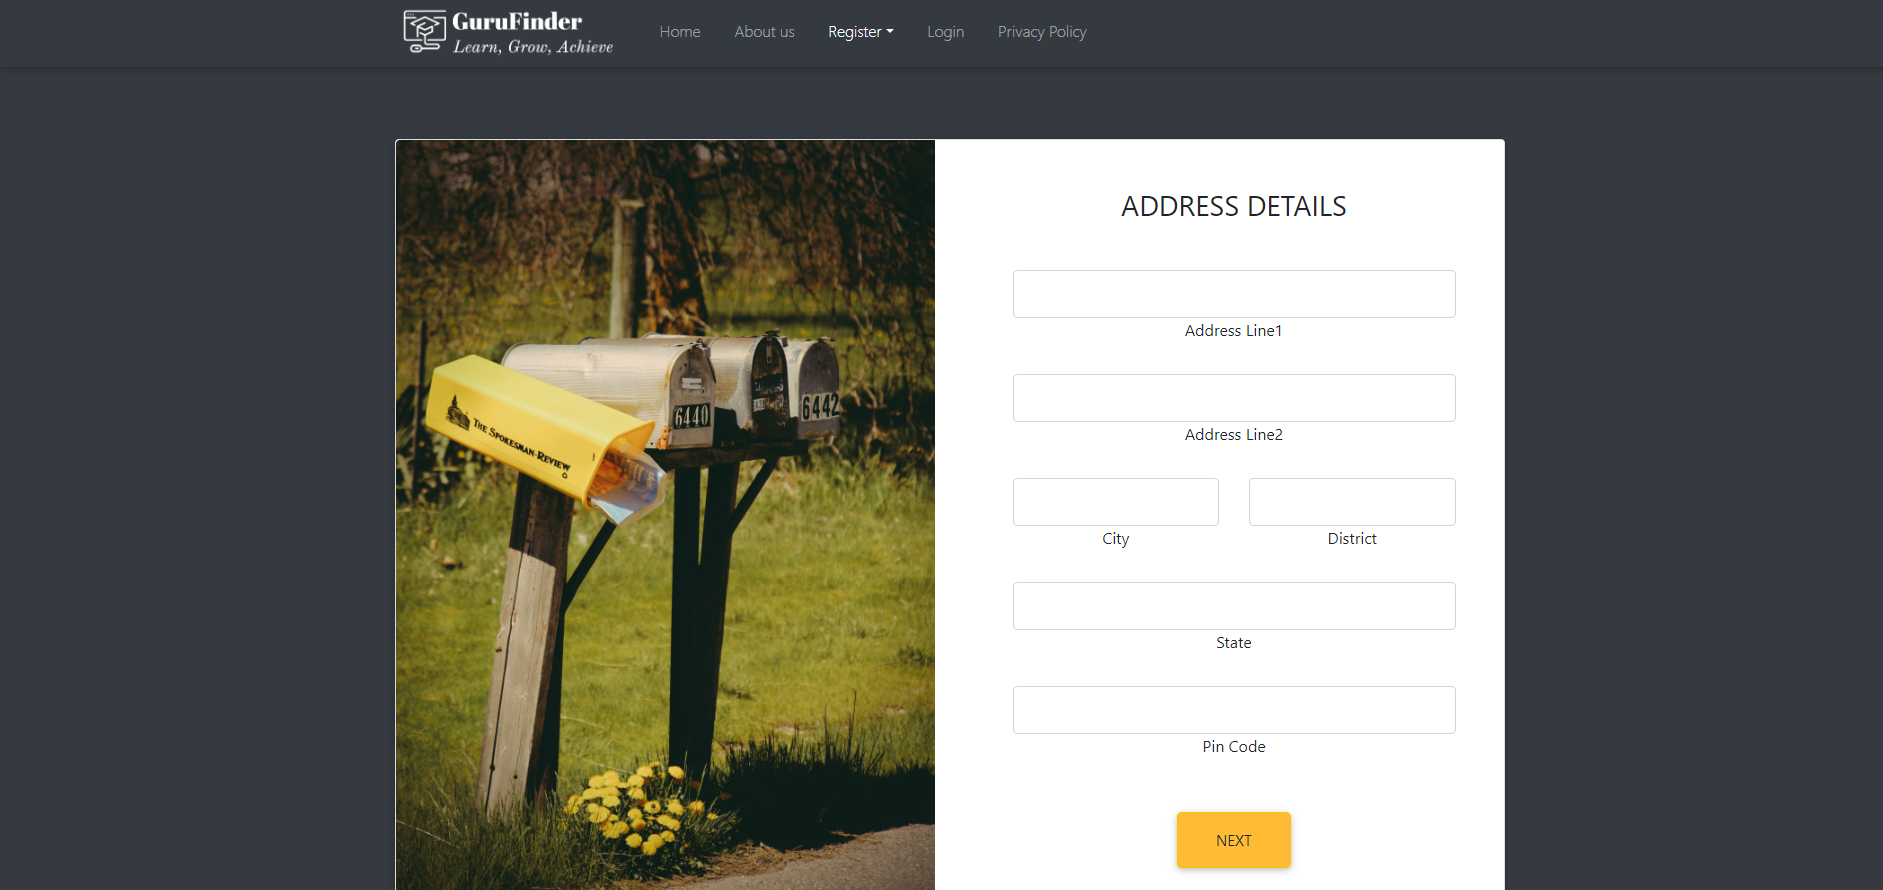 GuruFinder
Learn, Grow, Achieve
Home
About us
Register
Login
Privacy Policy
ADDRESS DETAILS
Address Line1
Address Line2
City
District
State
Pin Code
NEXT
THE SPOKESMAN-REVIEW
6440
6442